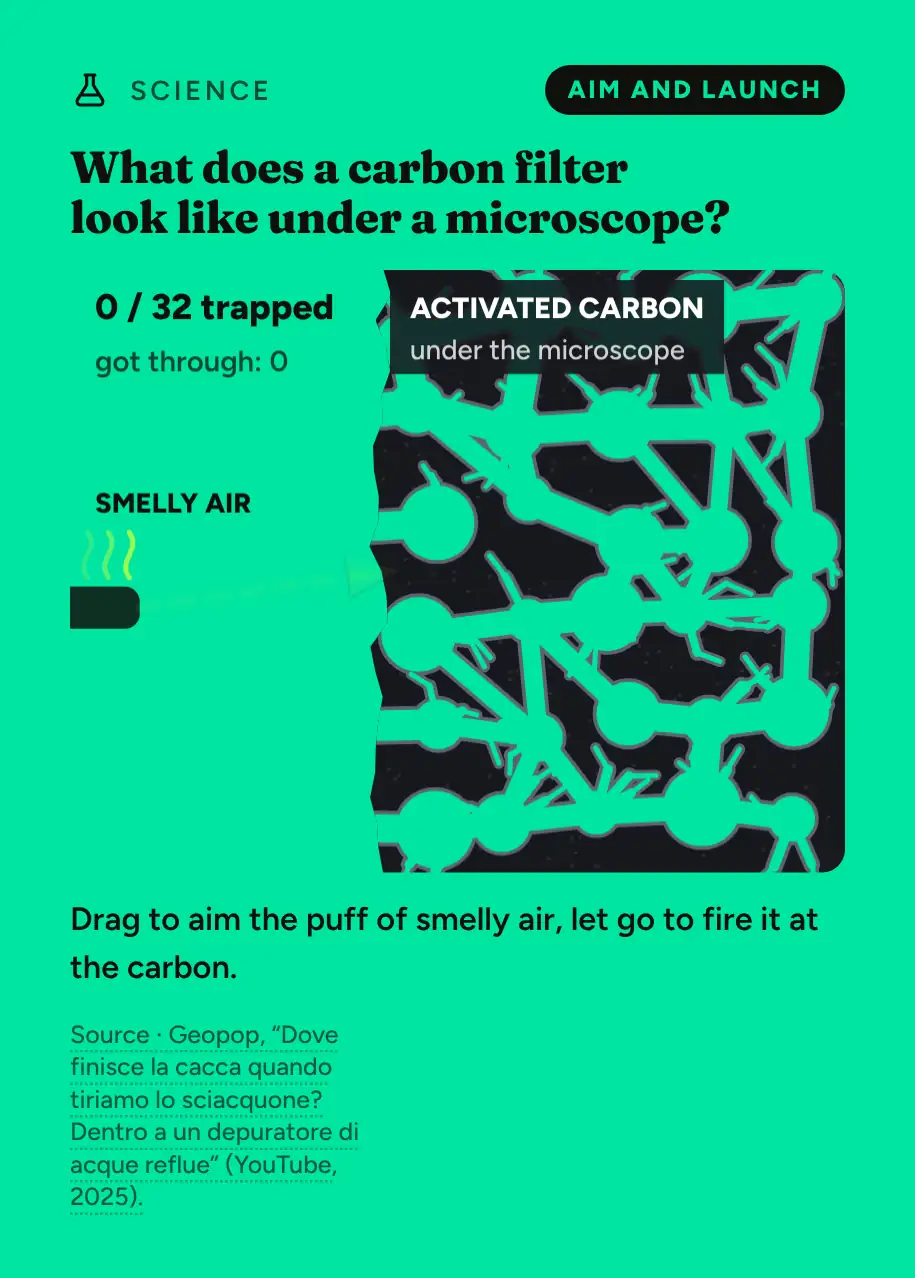 SCIENCE
AIM AND LAUNCH
What does a carbon filter
look like under a microscope?
0 / 32 trapped
got through: 0
ACTIVATED CARBON
under the microscope
SMELLY AIR
Drag to aim the puff of smelly air, let go to fire it at
the carbon.
Source · Geopop, “Dove
finisce la cacca quando
tiriamo lo sciacquone?
Dentro a un depuratore di
acque reflue” (YouTube,
2025).